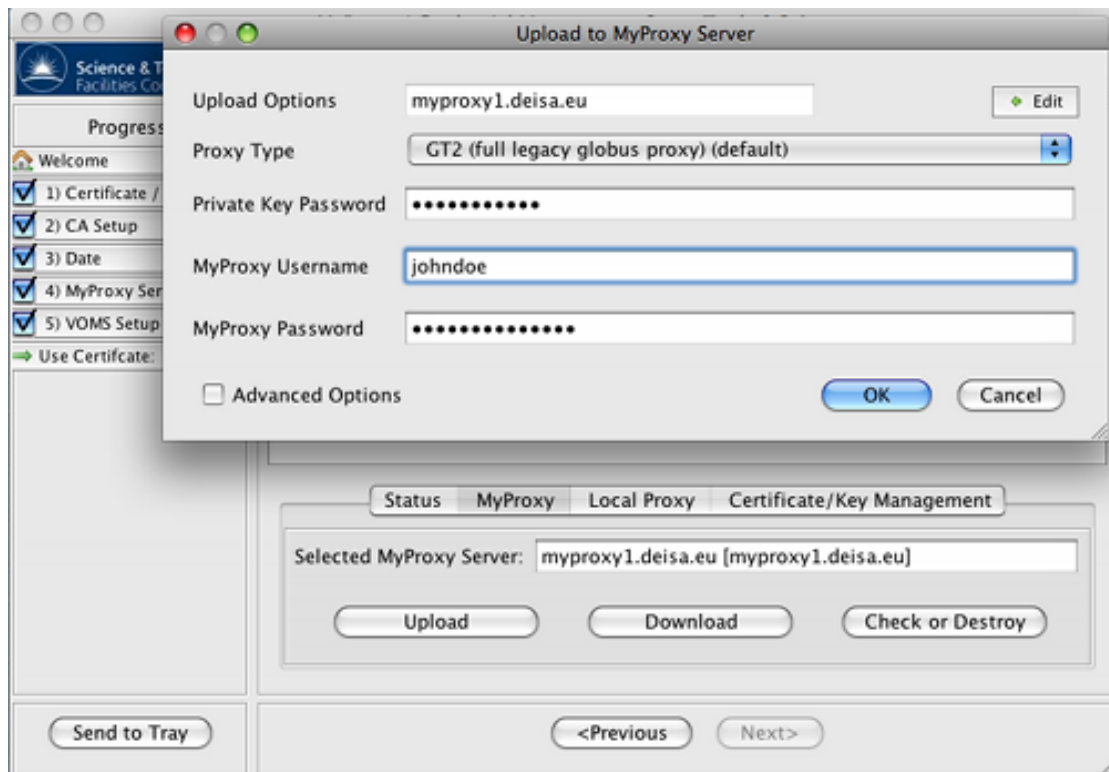 Upload to MyProxy Server
Science & T
Facilities Co
Upload Options myproxy1.deisa.eu Edit
Progress
Proxy Type GT2 (full legacy globus proxy) (default)
Welcome
1) Certificate /
Private Key Password •••••••••••
2) CA Setup
3) Date
MyProxy Username johndoe
4) MyProxy Ser
5) VOMS Setup
MyProxy Password ••••••••••••••
Use Certifcate:
Advanced Options OK Cancel
Status MyProxy Local Proxy Certificate/Key Management
Selected MyProxy Server: myproxy1.deisa.eu [myproxy1.deisa.eu]
Upload Download Check or Destroy
Send to Tray <Previous Next>